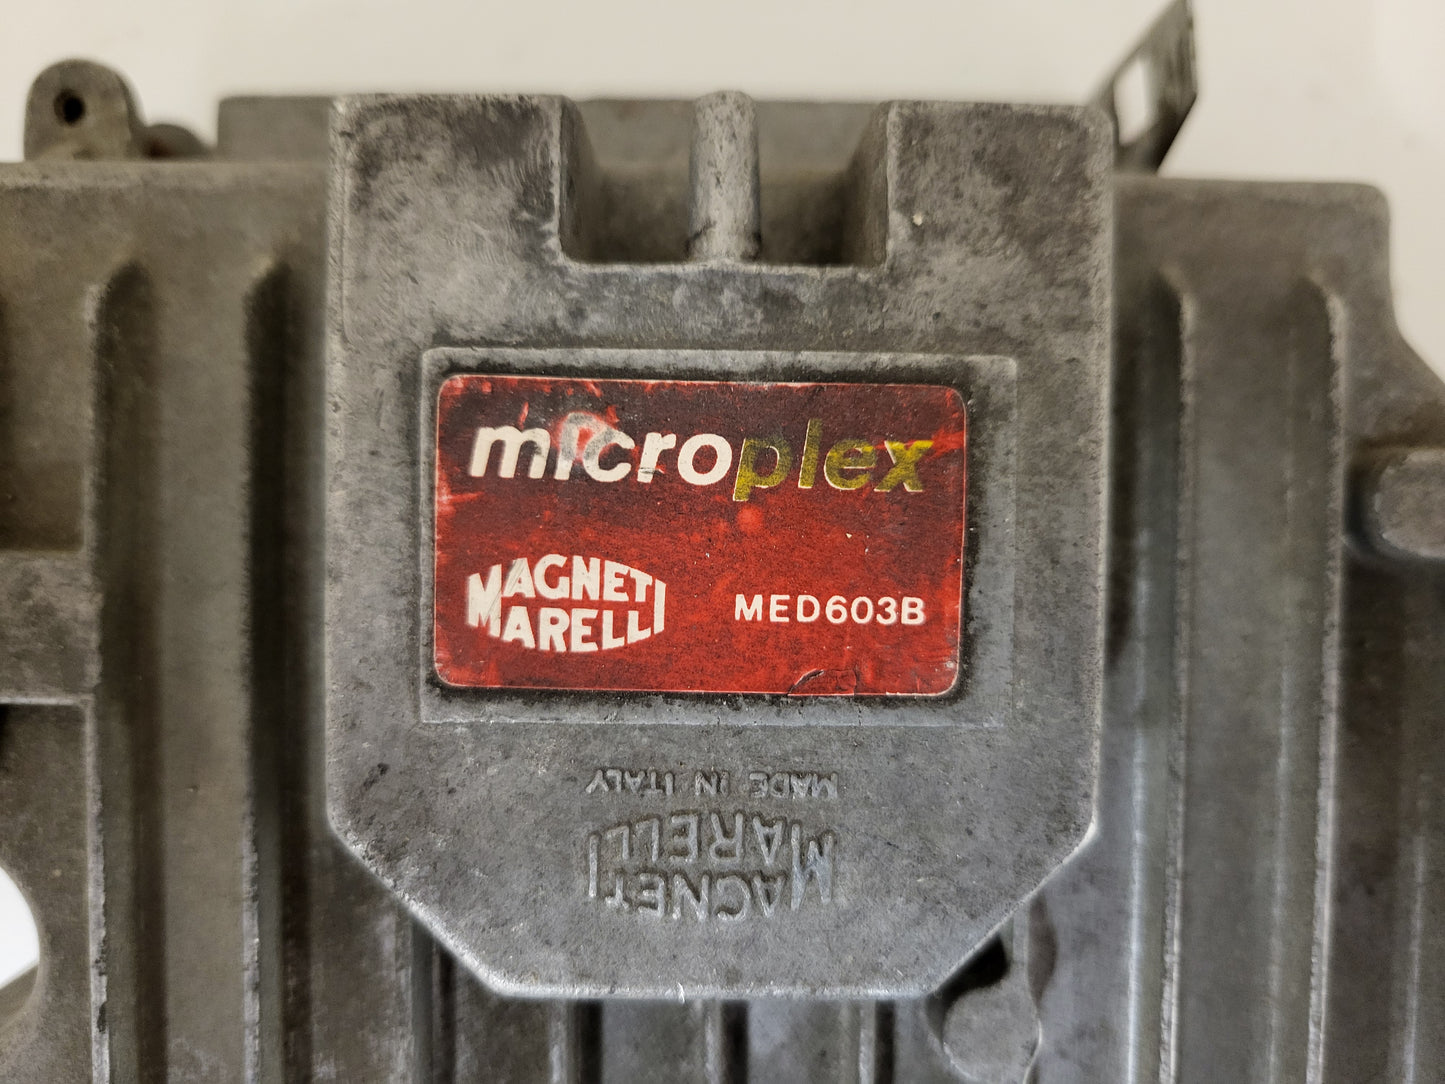 microplex
MAGNETI
MARELLI
MED603B
MADE IN ITALY
MAGNETI
MARELLI